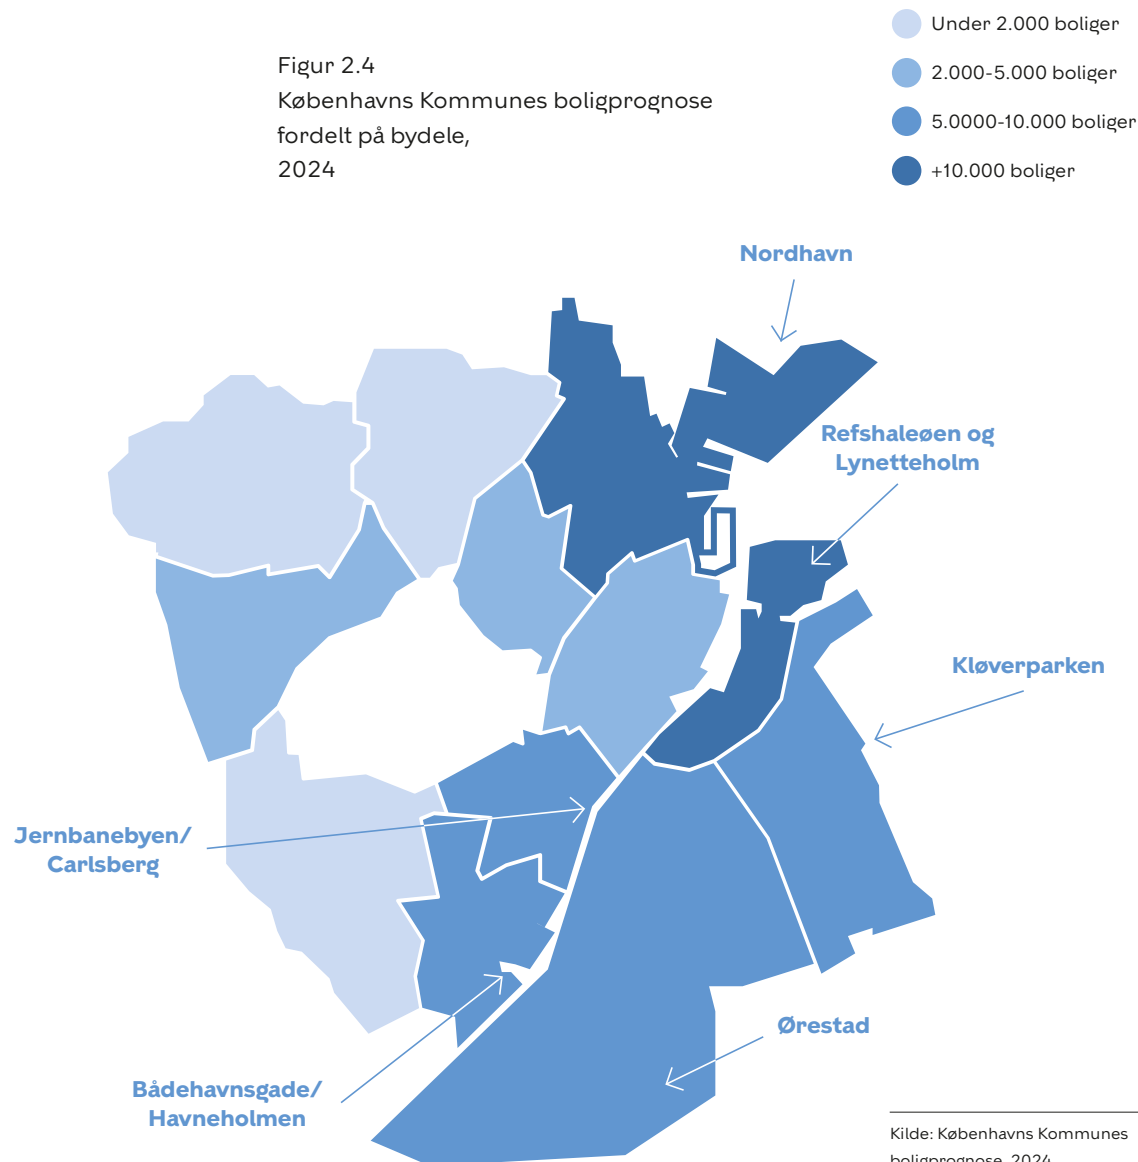 Under 2.000 boliger
2.000-5.000 boliger
5.0000-10.000 boliger
+10.000 boliger
Figur 2.4
Københavns Kommunes boligprognose
fordelt på bydele,
2024
Nordhavn
Refshaleøen og
Lynetteholm
Kløverparken
Jernbanebyen/
Carlsberg
Ørestad
Bådehavnsgade/
Havneholmen
Kilde: Københavns Kommunes
boligprognose, 2024